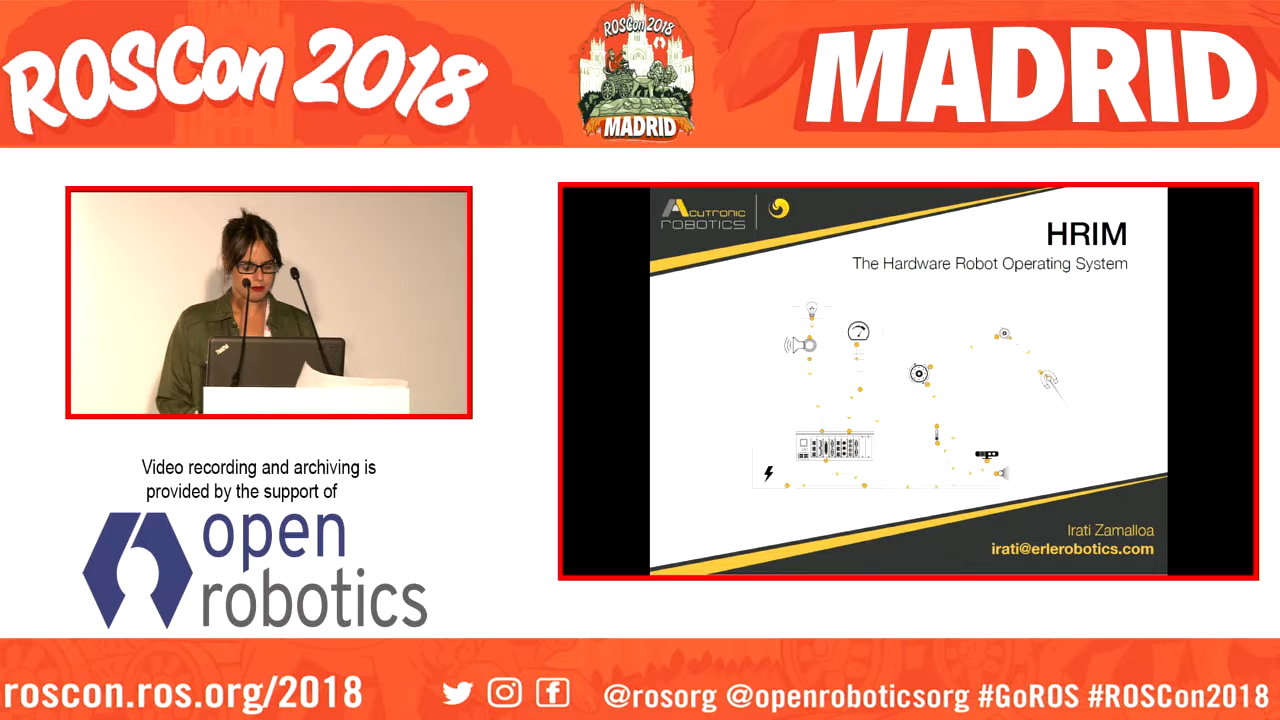 ROSCon 2018
ROSCon 2018
MADRID
MADRID
ACUTRONIC
ROBOTICS
HRIM
The Hardware Robot Operating System
Irati Zamalloa
irati@erlerobotics.com
Video recording and archiving is
provided by the support of
open
robotics
roscon.ros.org/2018
@rosorg @openroboticsorg #GoROS #ROSCon2018